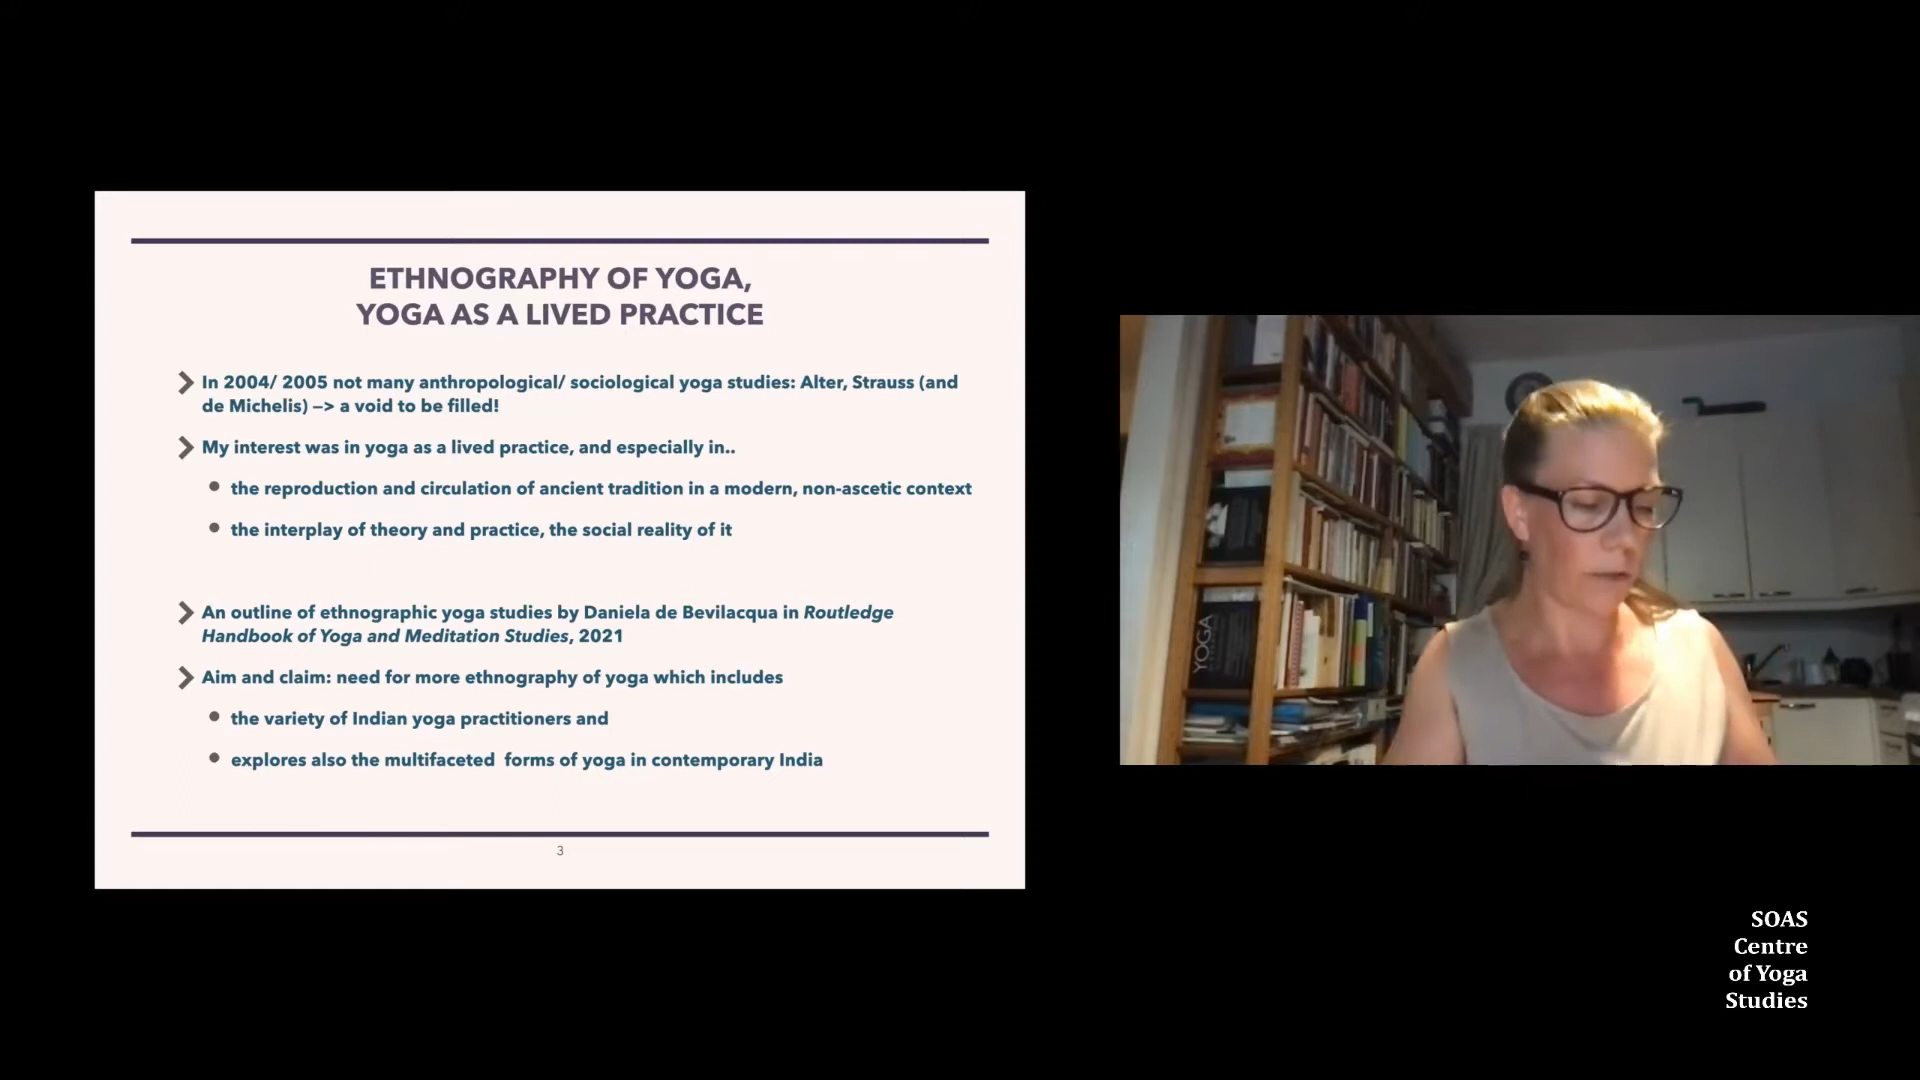 ETHNOGRAPHY OF YOGA,
YOGA AS A LIVED PRACTICE
In 2004/ 2005 not many anthropological/ sociological yoga studies: Alter, Strauss (and
de Michelis) —> a void to be filled!
My interest was in yoga as a lived practice, and especially in..
the reproduction and circulation of ancient tradition in a modern, non-ascetic context
the interplay of theory and practice, the social reality of it
An outline of ethnographic yoga studies by Daniela de Bevilacqua in Routledge
Handbook of Yoga and Meditation Studies, 2021
Aim and claim: need for more ethnography of yoga which includes
the variety of Indian yoga practitioners and
explores also the multifaceted  forms of yoga in contemporary India
3
YOGA
SOAS
Centre
of Yoga
Studies